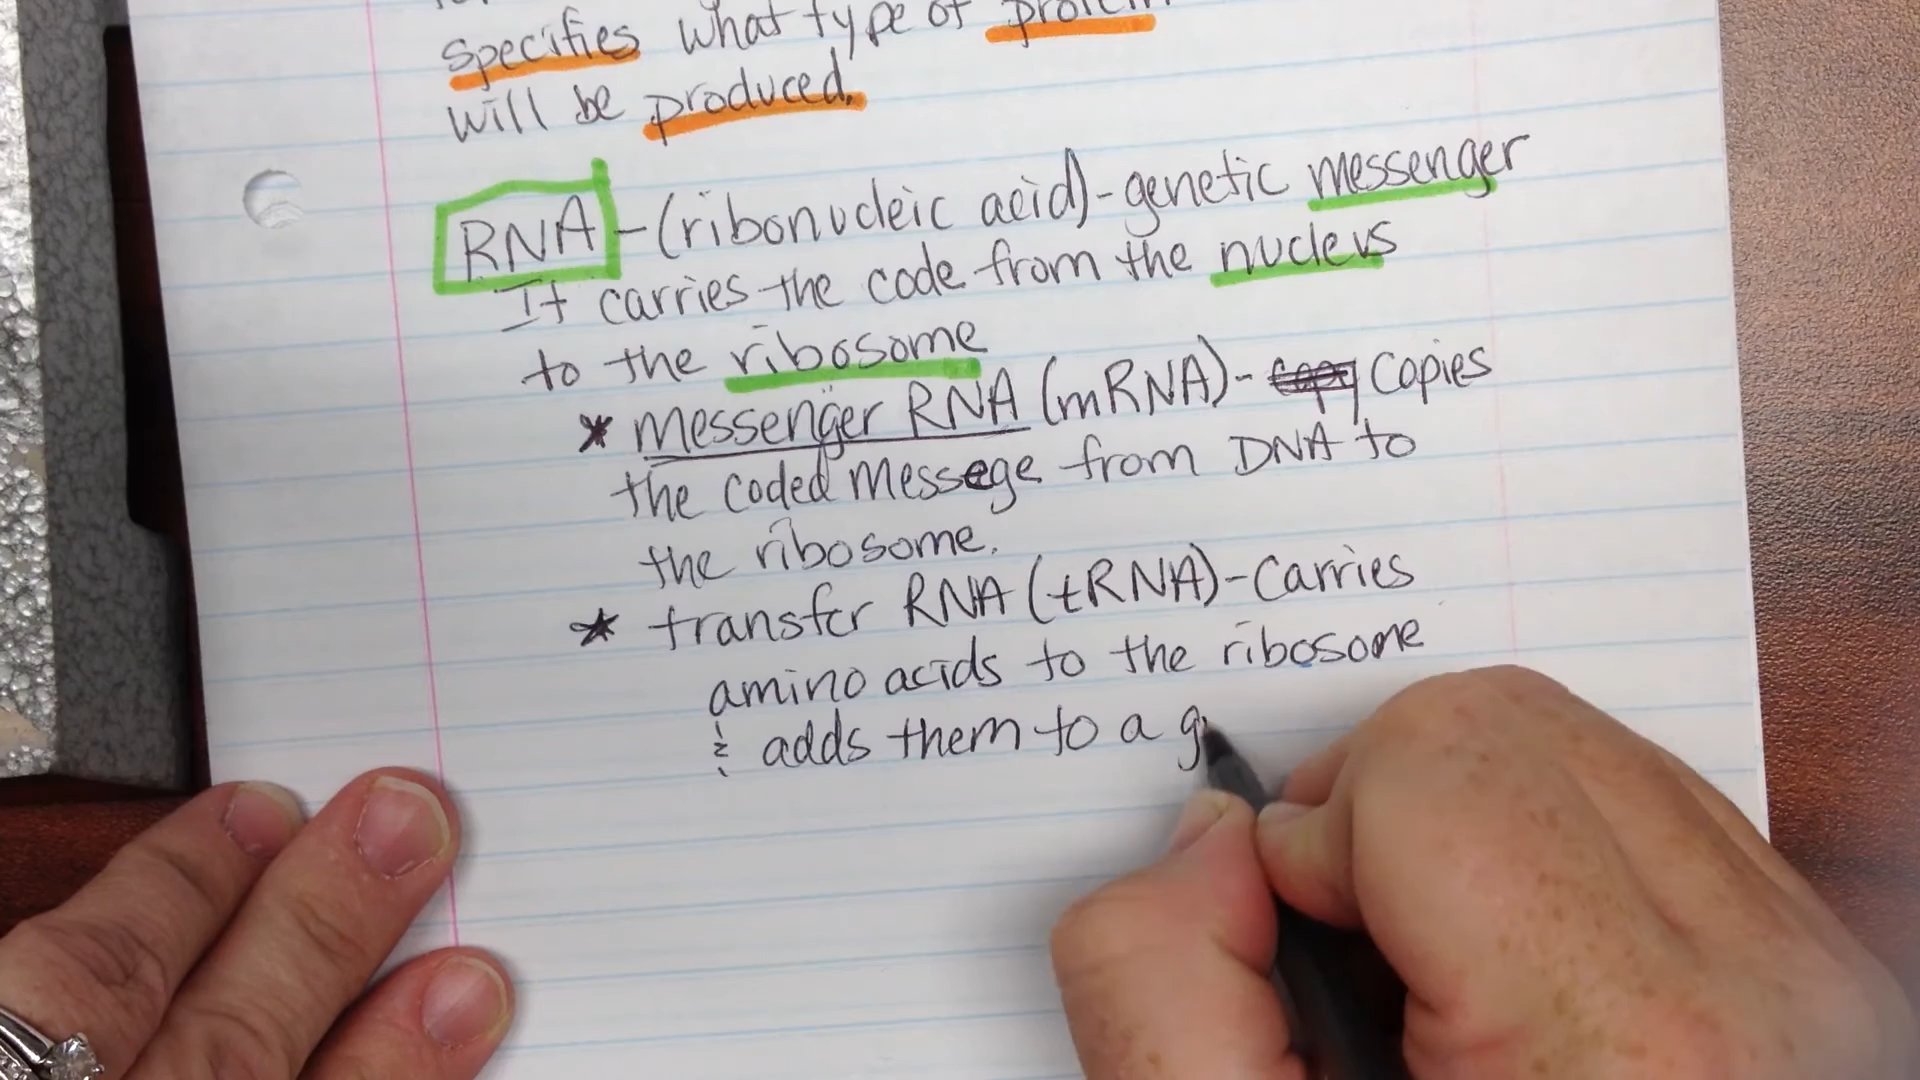 specifies what type of protein
will be produced.
RNA-(ribonucleic acid)-genetic messenger
It carries the code from the nucleus
to the ribosome
* messenger RNA (mRNA)- copy Copies
the coded messege from DNA to
the ribosome.
* transfer RNA (tRNA)-Carries
amino acids to the ribosome
& adds them to a g